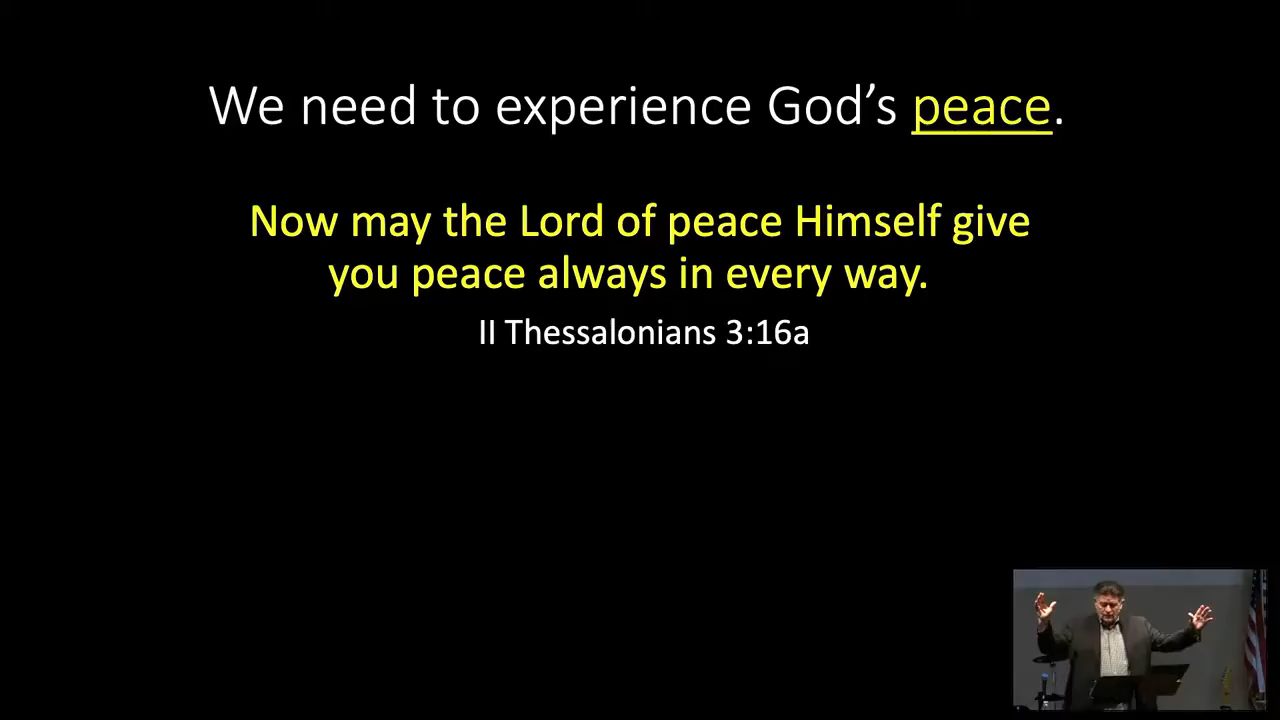 We need to experience God’s peace.
Now may the Lord of peace Himself give
you peace always in every way.
II Thessalonians 3:16a